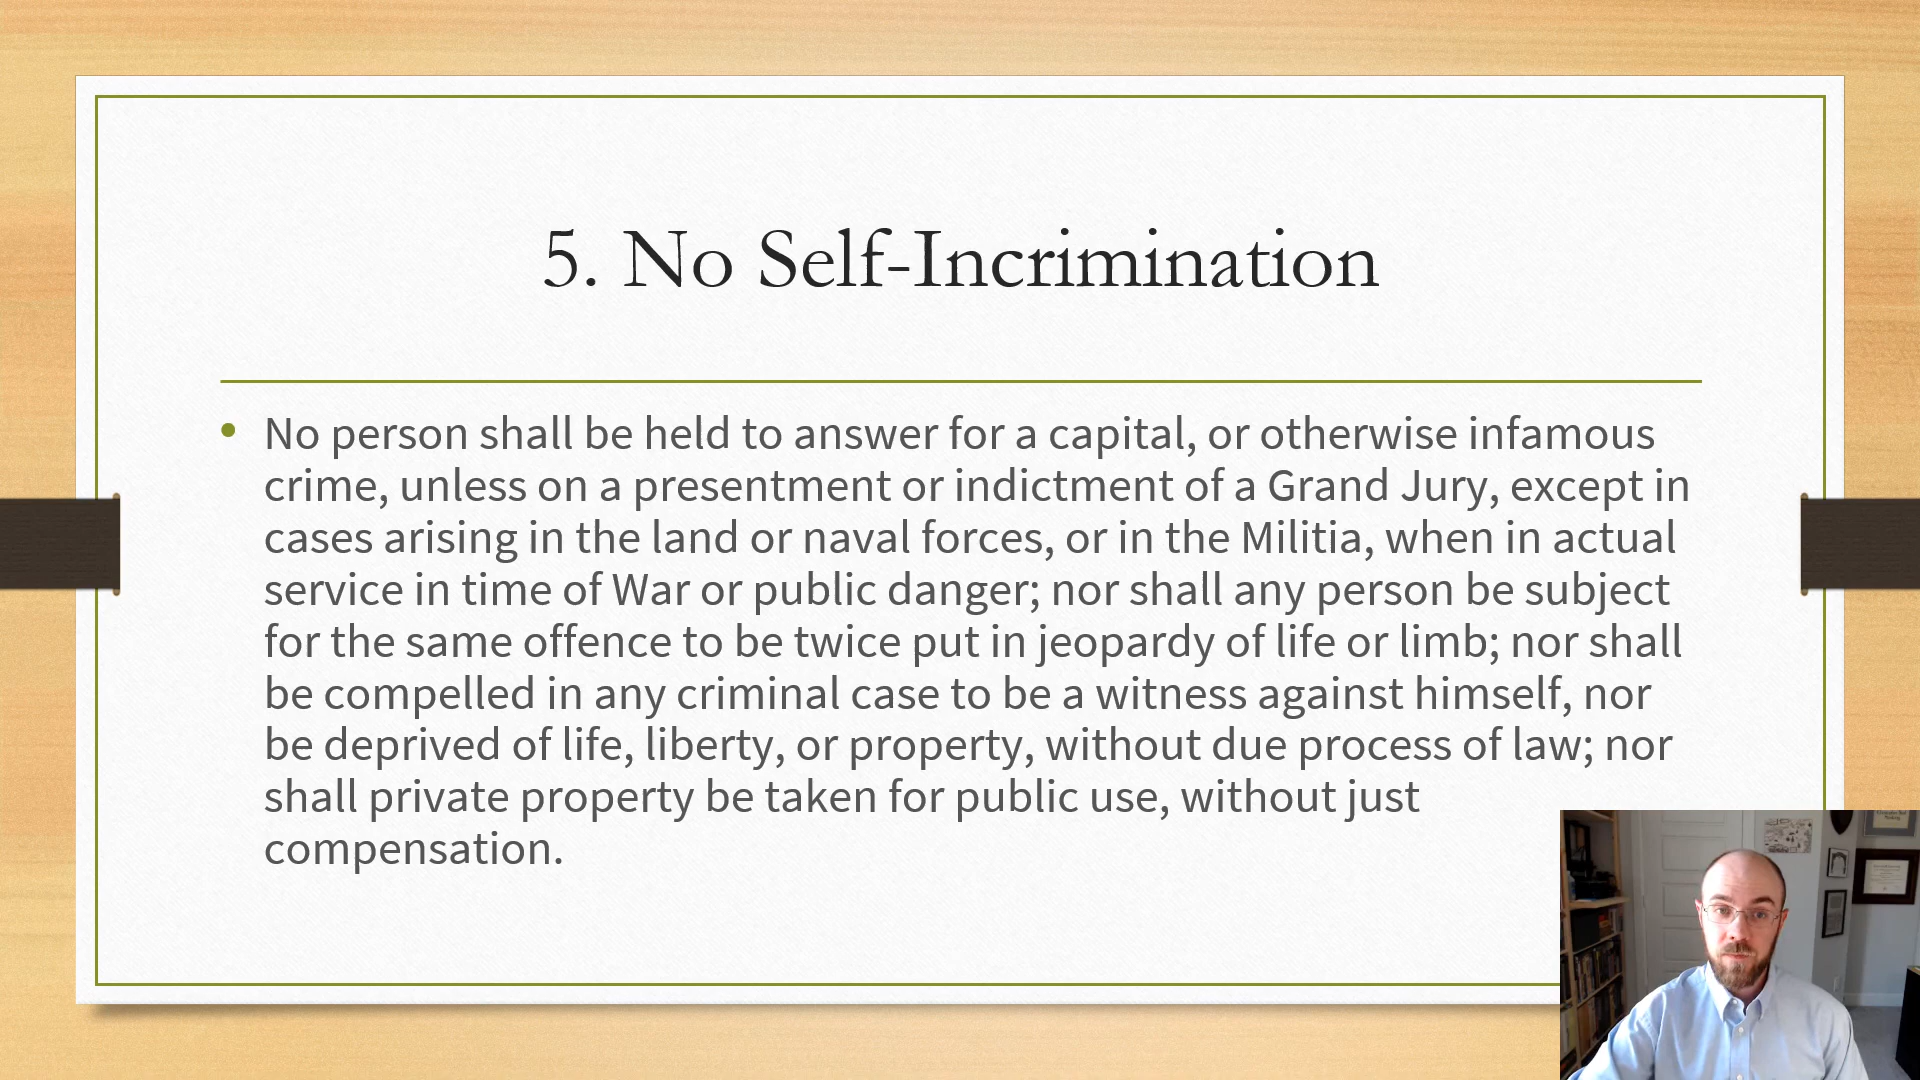 5. No Self-Incrimination
• No person shall be held to answer for a capital, or otherwise infamous
crime, unless on a presentment or indictment of a Grand Jury, except in
cases arising in the land or naval forces, or in the Militia, when in actual
service in time of War or public danger; nor shall any person be subject
for the same offence to be twice put in jeopardy of life or limb; nor shall
be compelled in any criminal case to be a witness against himself, nor
be deprived of life, liberty, or property, without due process of law; nor
shall private property be taken for public use, without just
compensation.